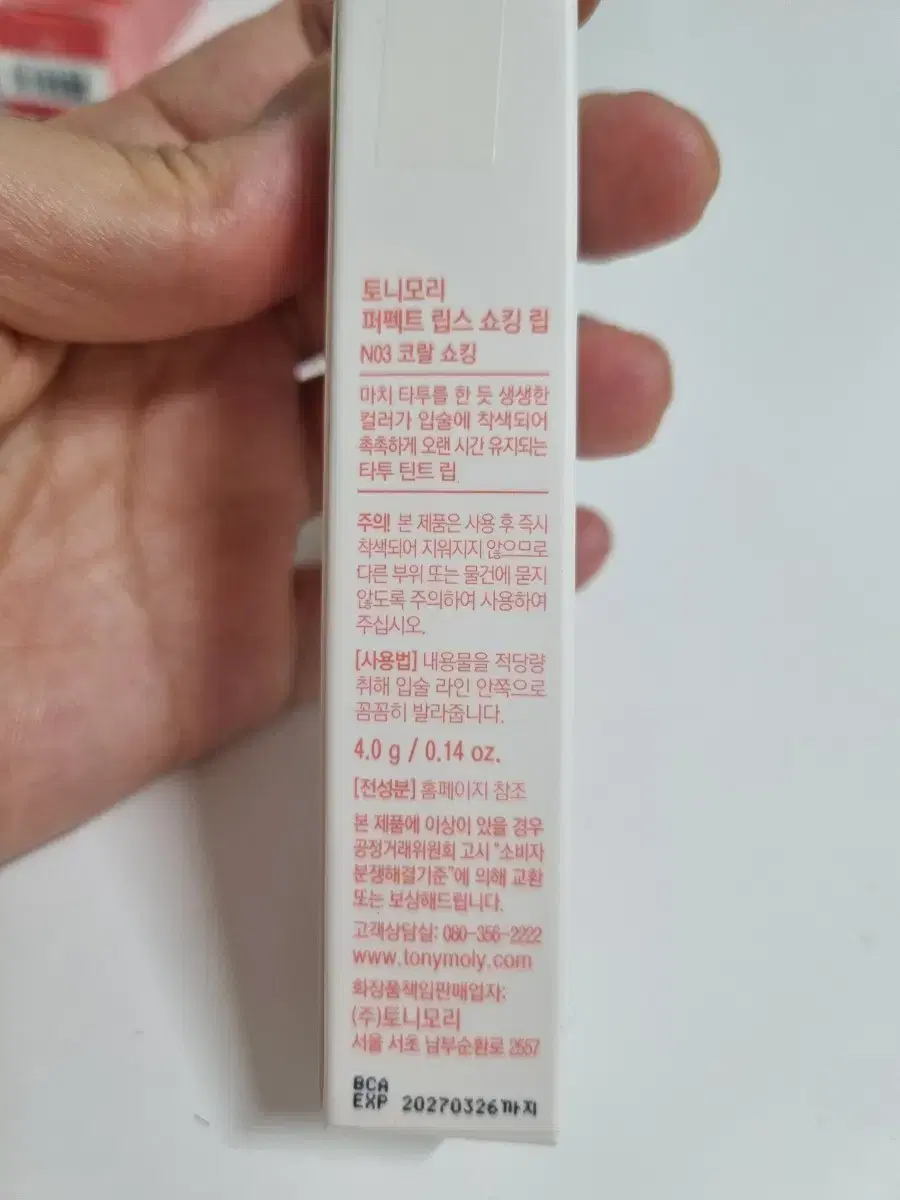 토니모리
퍼펙트 립스 쇼킹 립
N03 코랄 쇼킹
마치 타투를 한 듯 생생한
컬러가 입술에 착색되어
촉촉하게 오랜 시간 유지되는
타투 틴트 립.
주의! 본 제품은 사용 후 즉시
착색되어 지워지지 않으므로
다른 부위 또는 물건에 묻지
않도록 주의하여 사용하여
주십시오.
[사용법] 내용물을 적당량
취해 입술 라인 안쪽으로
꼼꼼히 발라줍니다.
4.0 g / 0.14 oz.
[전성분] 홈페이지 참조
본 제품에 이상이 있을 경우
공정거래위원회 고시 "소비자
분쟁해결기준"에 의해 교환
또는 보상해드립니다.
고객상담실: 080-356-2222
www.tonymoly.com
화장품책임판매업자:
(주)토니모리
서울 서초 남부순환로 2557
BCA
EXP 20270326까지